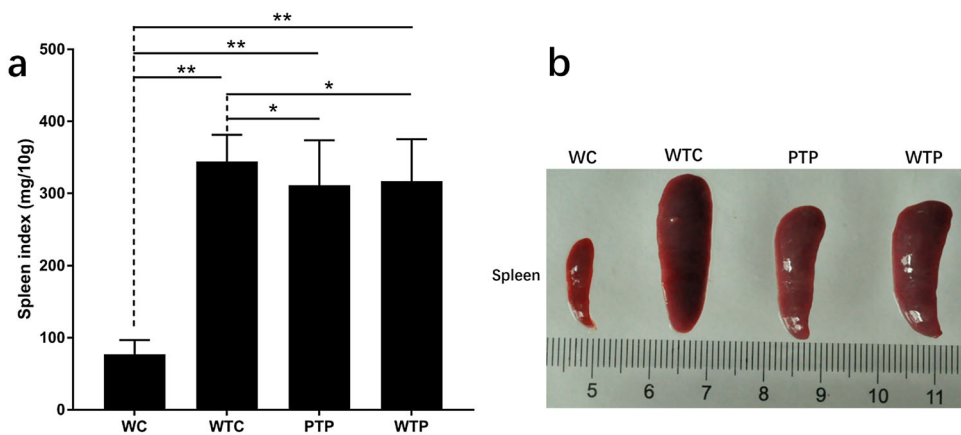 a
Spleen index (mg/10g)
500
400
300
200
100
0
**
**
**
*
*
WC WTC PTP WTP
b
WC WTC PTP WTP
Spleen
5 6 7 8 9 10 11